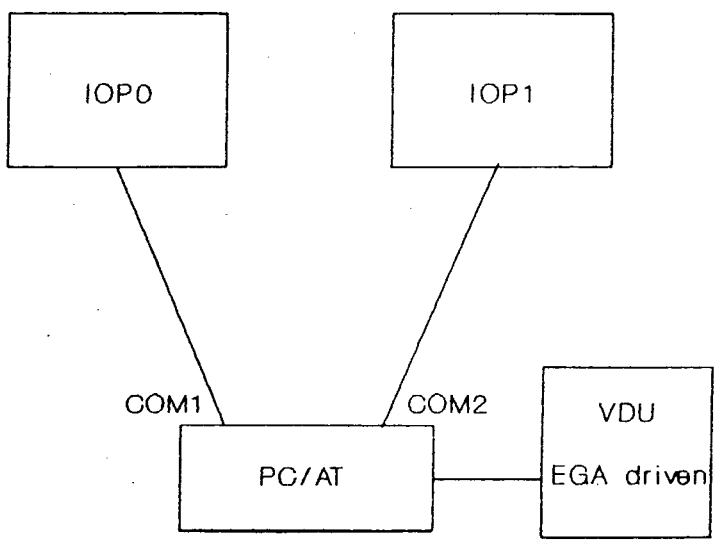 IOP0
IOP1
COM1
COM2
VDU
PC/AT
EGA driven